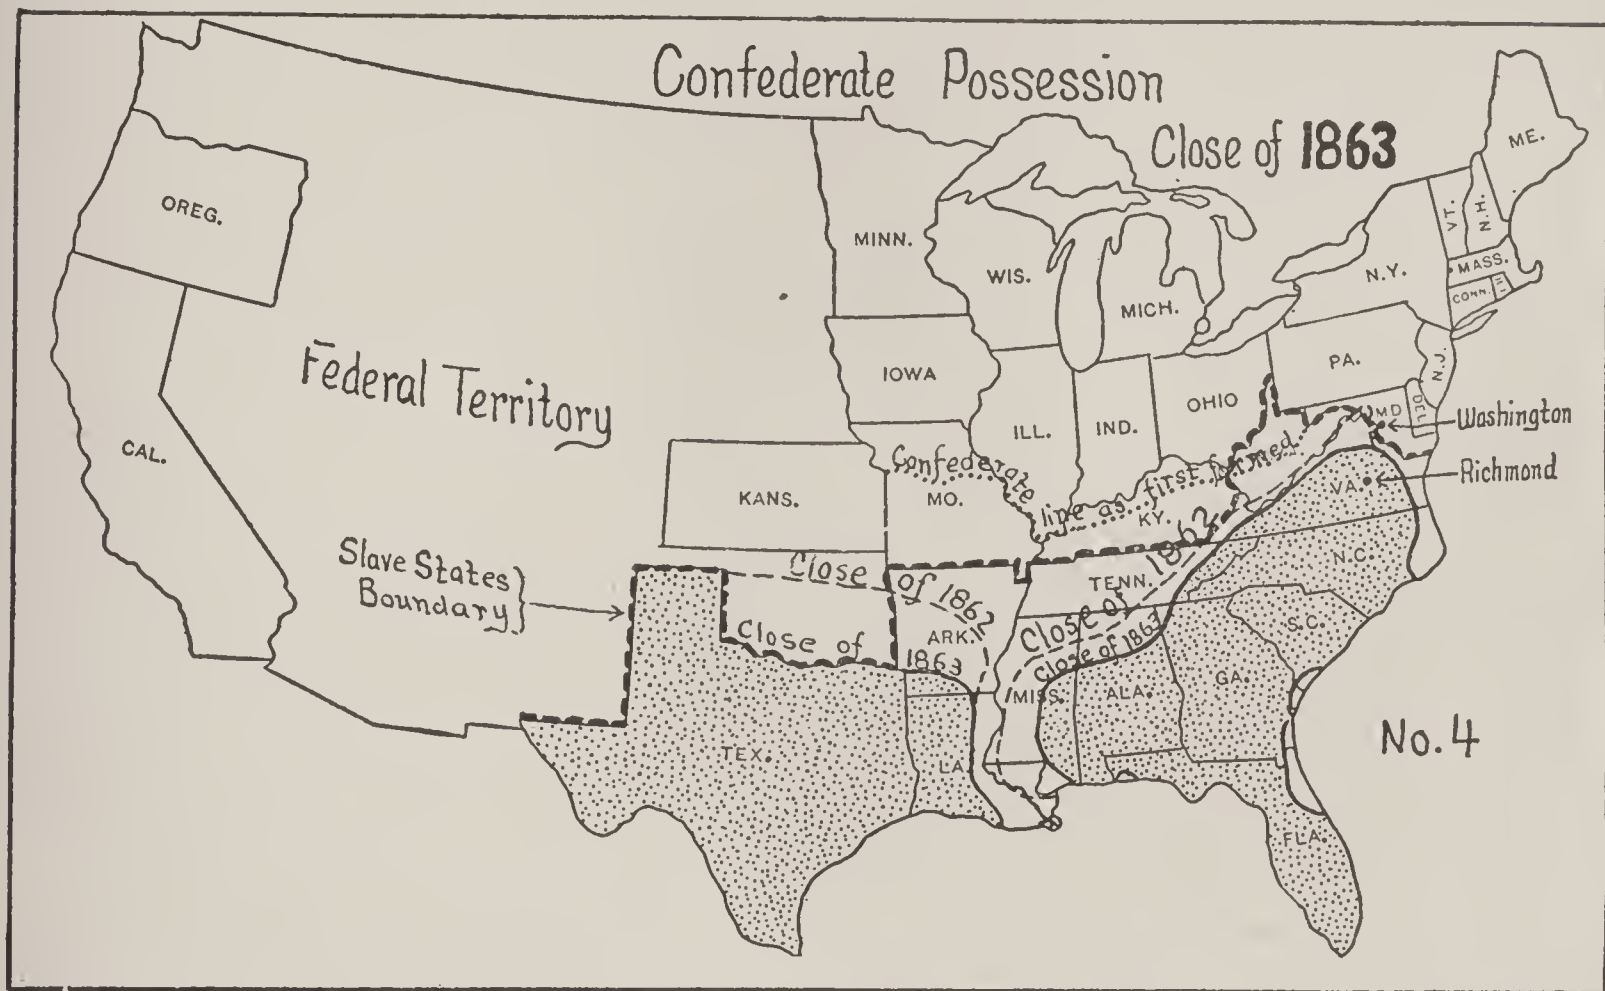 Confederate Possession
Close of 1863
ME.
VT.
N.H.
OREG.
MINN.
WIS.
MICH.
N.Y.
MASS.
CONN.
R.I.
Federal Territory
IOWA
PA.
N.J.
OHIO
MD
DEL
Washington
CAL.
ILL.
IND.
Confederate line as first formed
Richmond
KANS.
MO.
KY.
VA.
Slave States
Boundary
Close of 1862
TENN.
Close of 1862
N.C.
Close of 1863
ARK.
Close of 1863
S.C.
MISS.
ALA.
GA.
TEX.
LA.
No. 4
FLA.